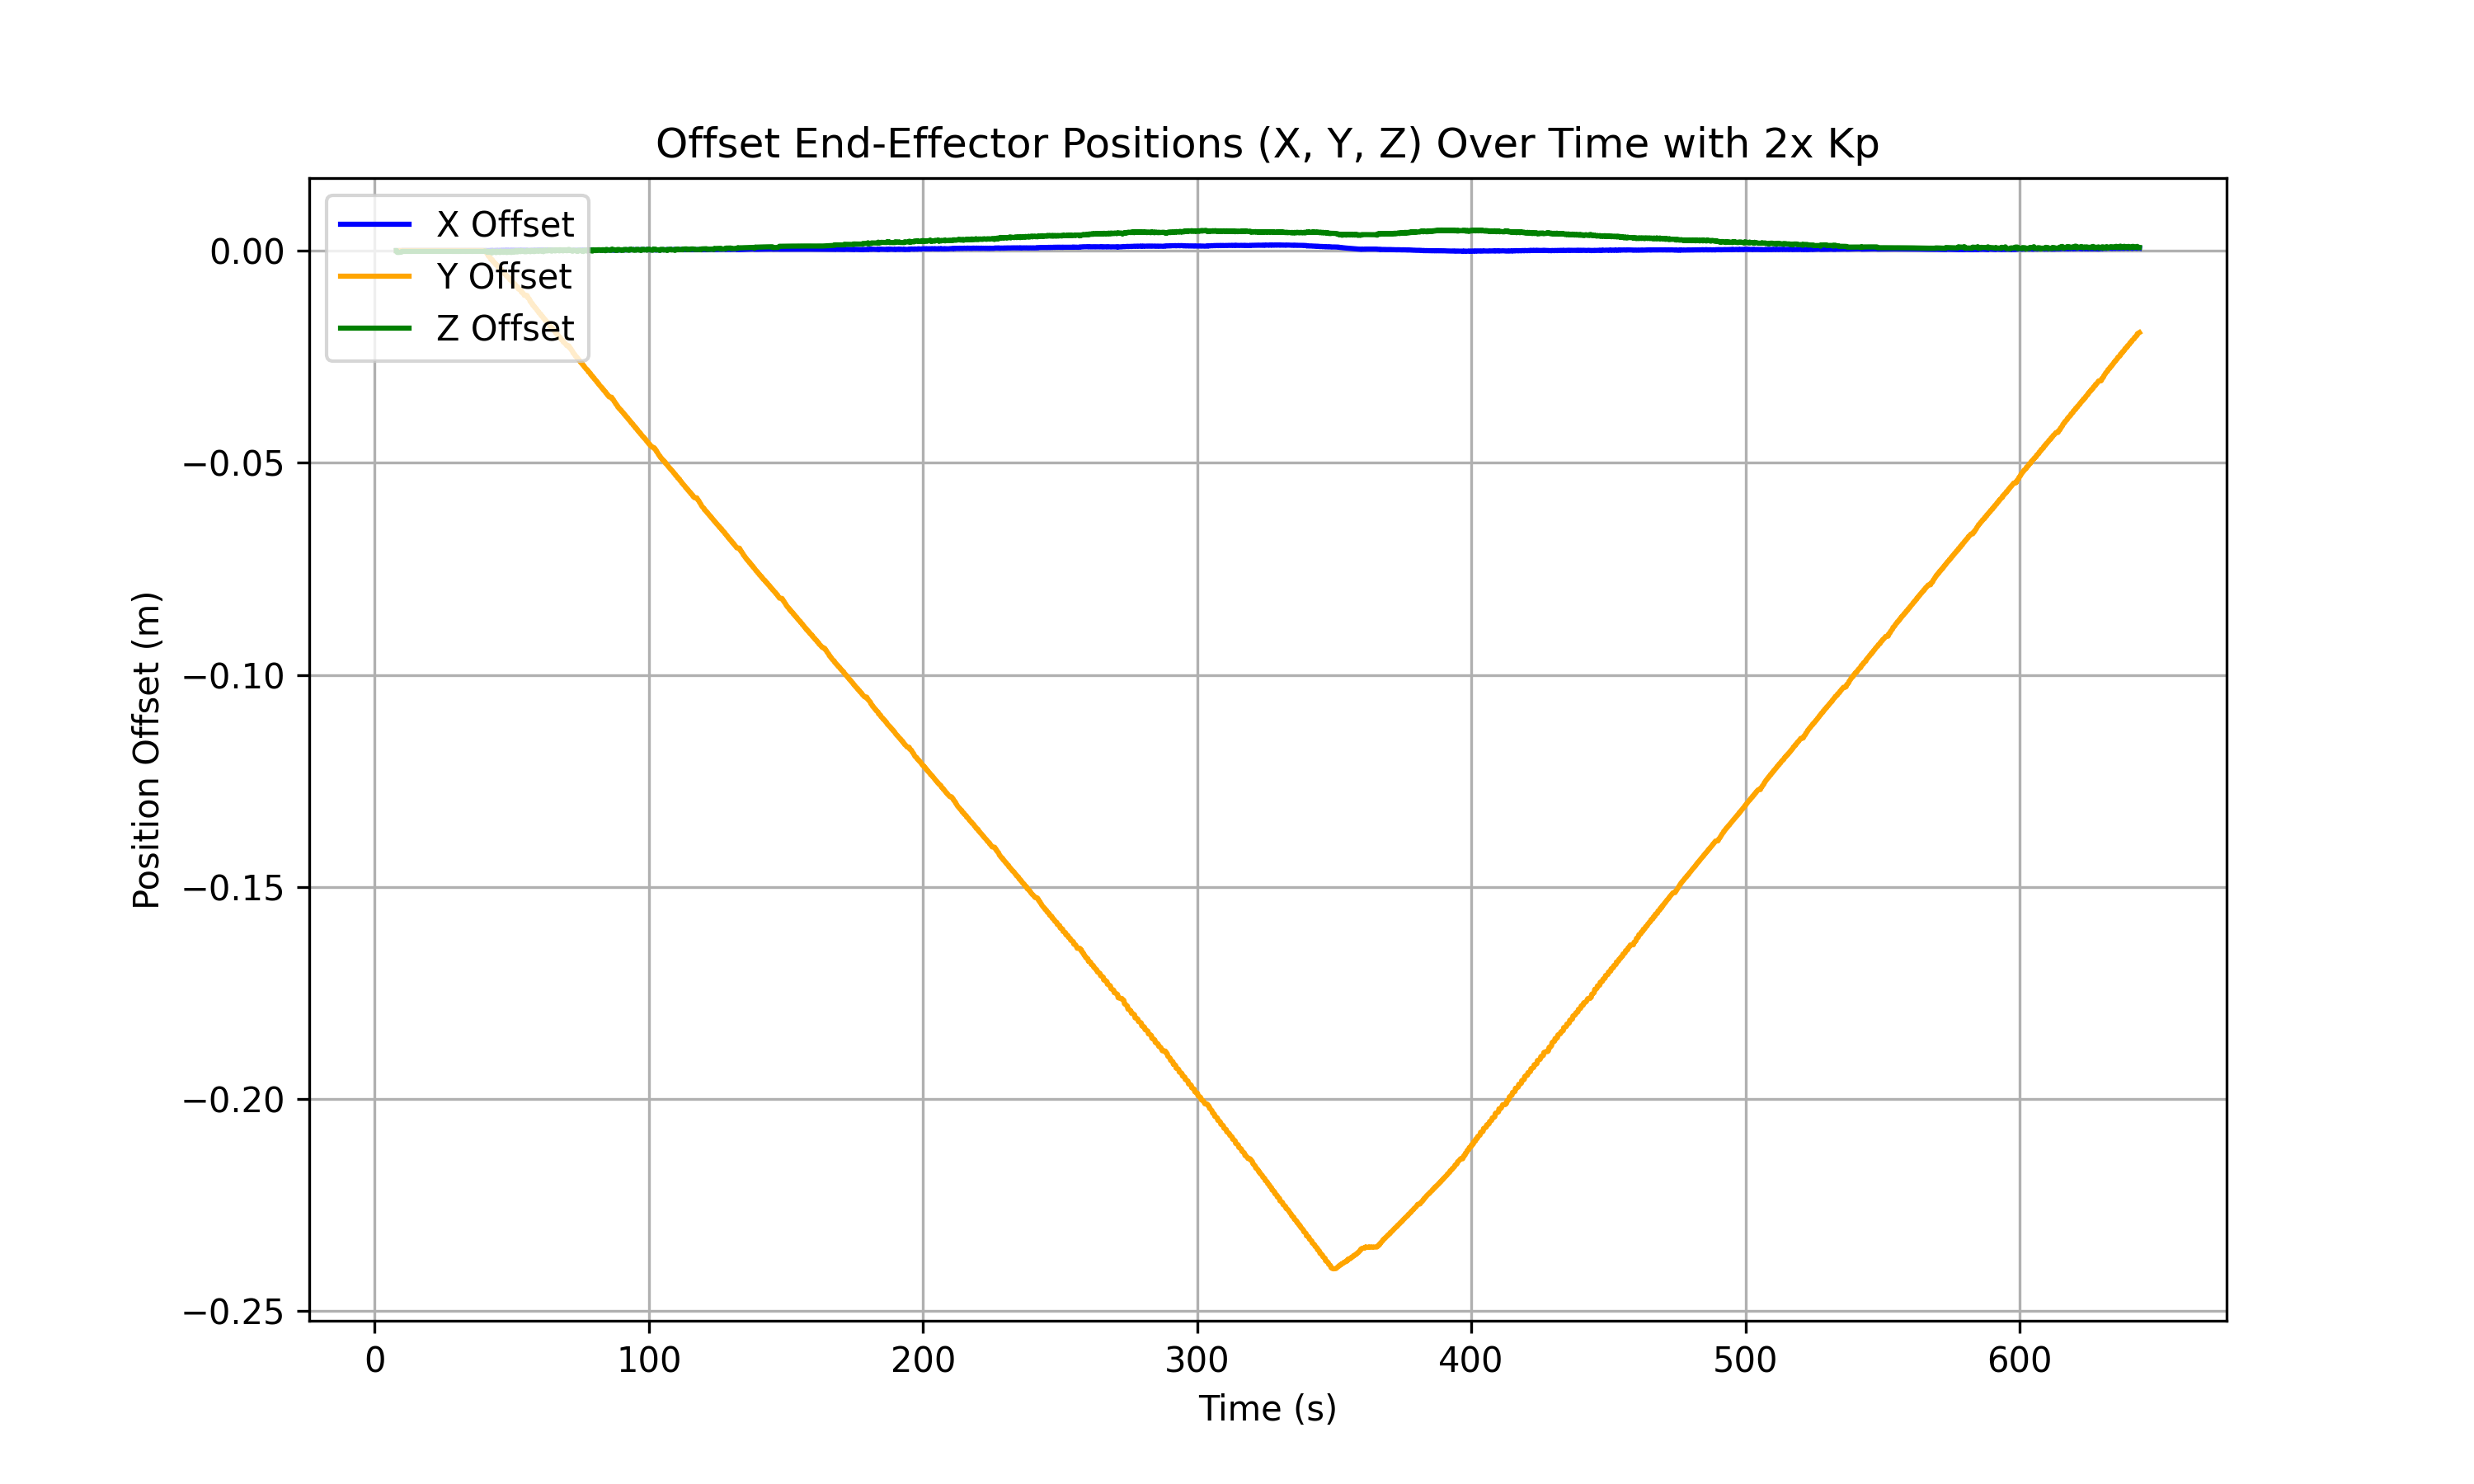 Offset End-Effector Positions (X, Y, Z) Over Time with 2x Kp
X Offset
Y Offset
Z Offset
0.00
−0.05
−0.10
−0.15
−0.20
−0.25
Position Offset (m)
0 100 200 300 400 500 600
Time (s)